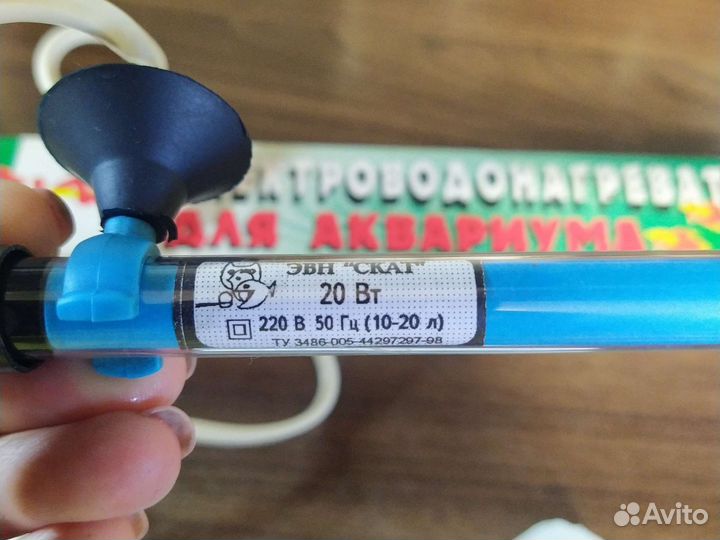 ЭЛЕКТРОВОДОНАГРЕВАТ
ДЛЯ АКВАРИУМА
ЭВН "СКАТ"
20 Вт
220 В 50 Гц (10-20 л)
ТУ 3486-005-44297297-98
Avito